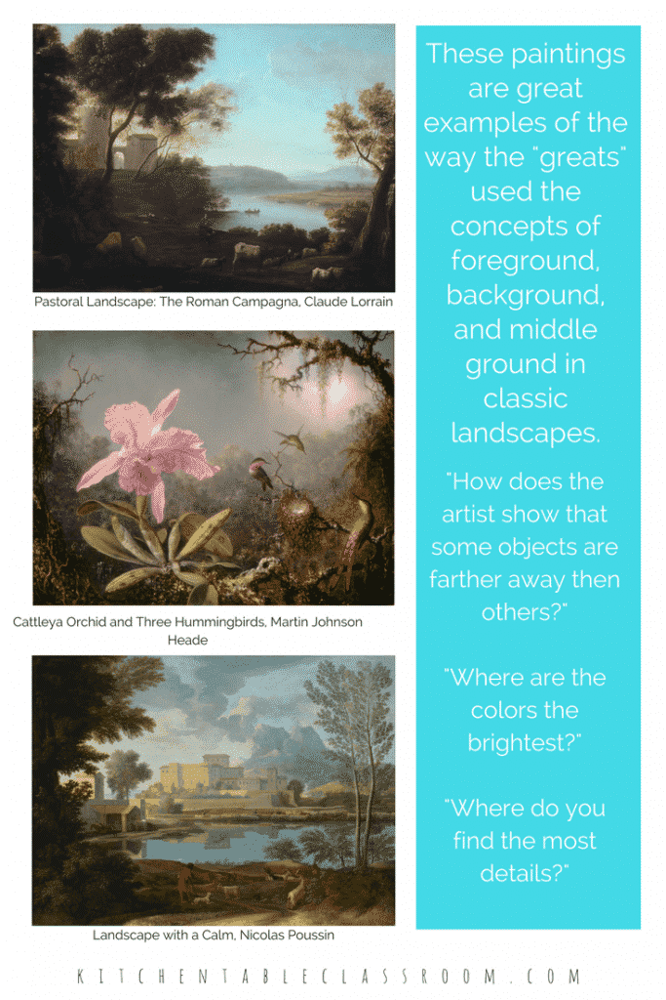 These paintings
are great
examples of the
way the "greats"
used the
concepts of
foreground,
background,
and middle
ground in
classic
landscapes.
"How does the
artist show that
some objects are
farther away then
others?"
"Where are the
colors the
brightest?"
"Where do you
find the most
details?"
Pastoral Landscape: The Roman Campagna, Claude Lorrain
Cattleya Orchid and Three Hummingbirds, Martin Johnson
Heade
Landscape with a Calm, Nicolas Poussin
KITCHENTABLECLASSROOM.COM